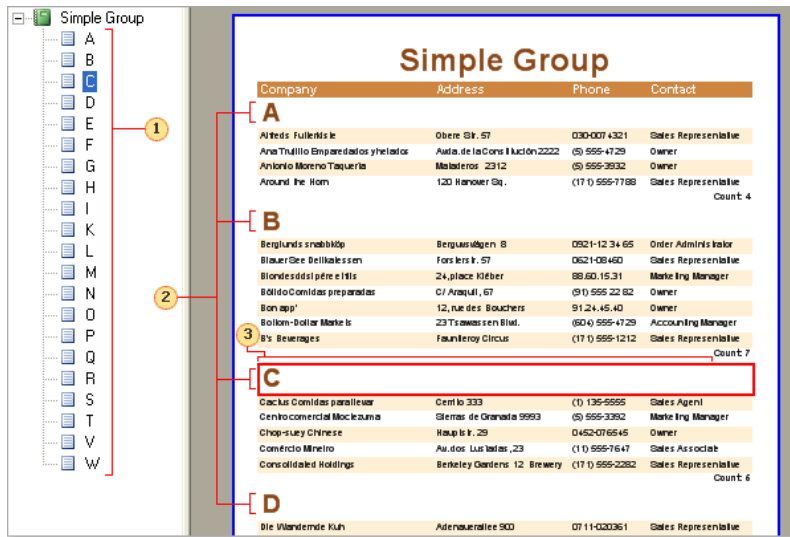 Simple Group
A
B
C
D
E
F
G
H
I
K
L
M
N
O
P
Q
R
S
T
V
W
1
2
3
Simple Group
Company Address Phone Contact
A
Alfreds Futterkiste Obere Str. 57 030-0074321 Sales Representative
Ana Trujillo Emparedados y helados Avda. de la Constitución 2222 (5) 555-4729 Owner
Antonio Moreno Taquería Mataderos 2312 (5) 555-3932 Owner
Around the Horn 120 Hanover Sq. (171) 555-7788 Sales Representative
Count: 4
B
Berglunds snabbköp Berguvsvägen 8 0921-12 34 65 Order Administrator
Blauer See Delikatessen Forsterstr. 57 0621-08460 Sales Representative
Blondesddsl père et fils 24, place Kléber 88.60.15.31 Marketing Manager
Bólido Comidas preparadas C/ Araquil, 67 (91) 555 22 82 Owner
Bon app' 12, rue des Bouchers 91.24.45.40 Owner
Bottom-Dollar Markets 23 Tsawassen Blvd. (604) 555-4729 Accounting Manager
B's Beverages Fauntleroy Circus (171) 555-1212 Sales Representative
Count: 7
C
Cactus Comidas para llevar Cerrito 333 (1) 135-5555 Sales Agent
Centro comercial Moctezuma Sierras de Granada 9993 (5) 555-3392 Marketing Manager
Chop-suey Chinese Hauptstr. 29 0452-076545 Owner
Comércio Mineiro Av. dos Lusíadas, 23 (11) 555-7647 Sales Associate
Consolidated Holdings Berkeley Gardens 12 Brewery (171) 555-2282 Sales Representative
Count: 6
D
Die Wandernde Kuh Adenauerallee 900 0711-020361 Sales Representative